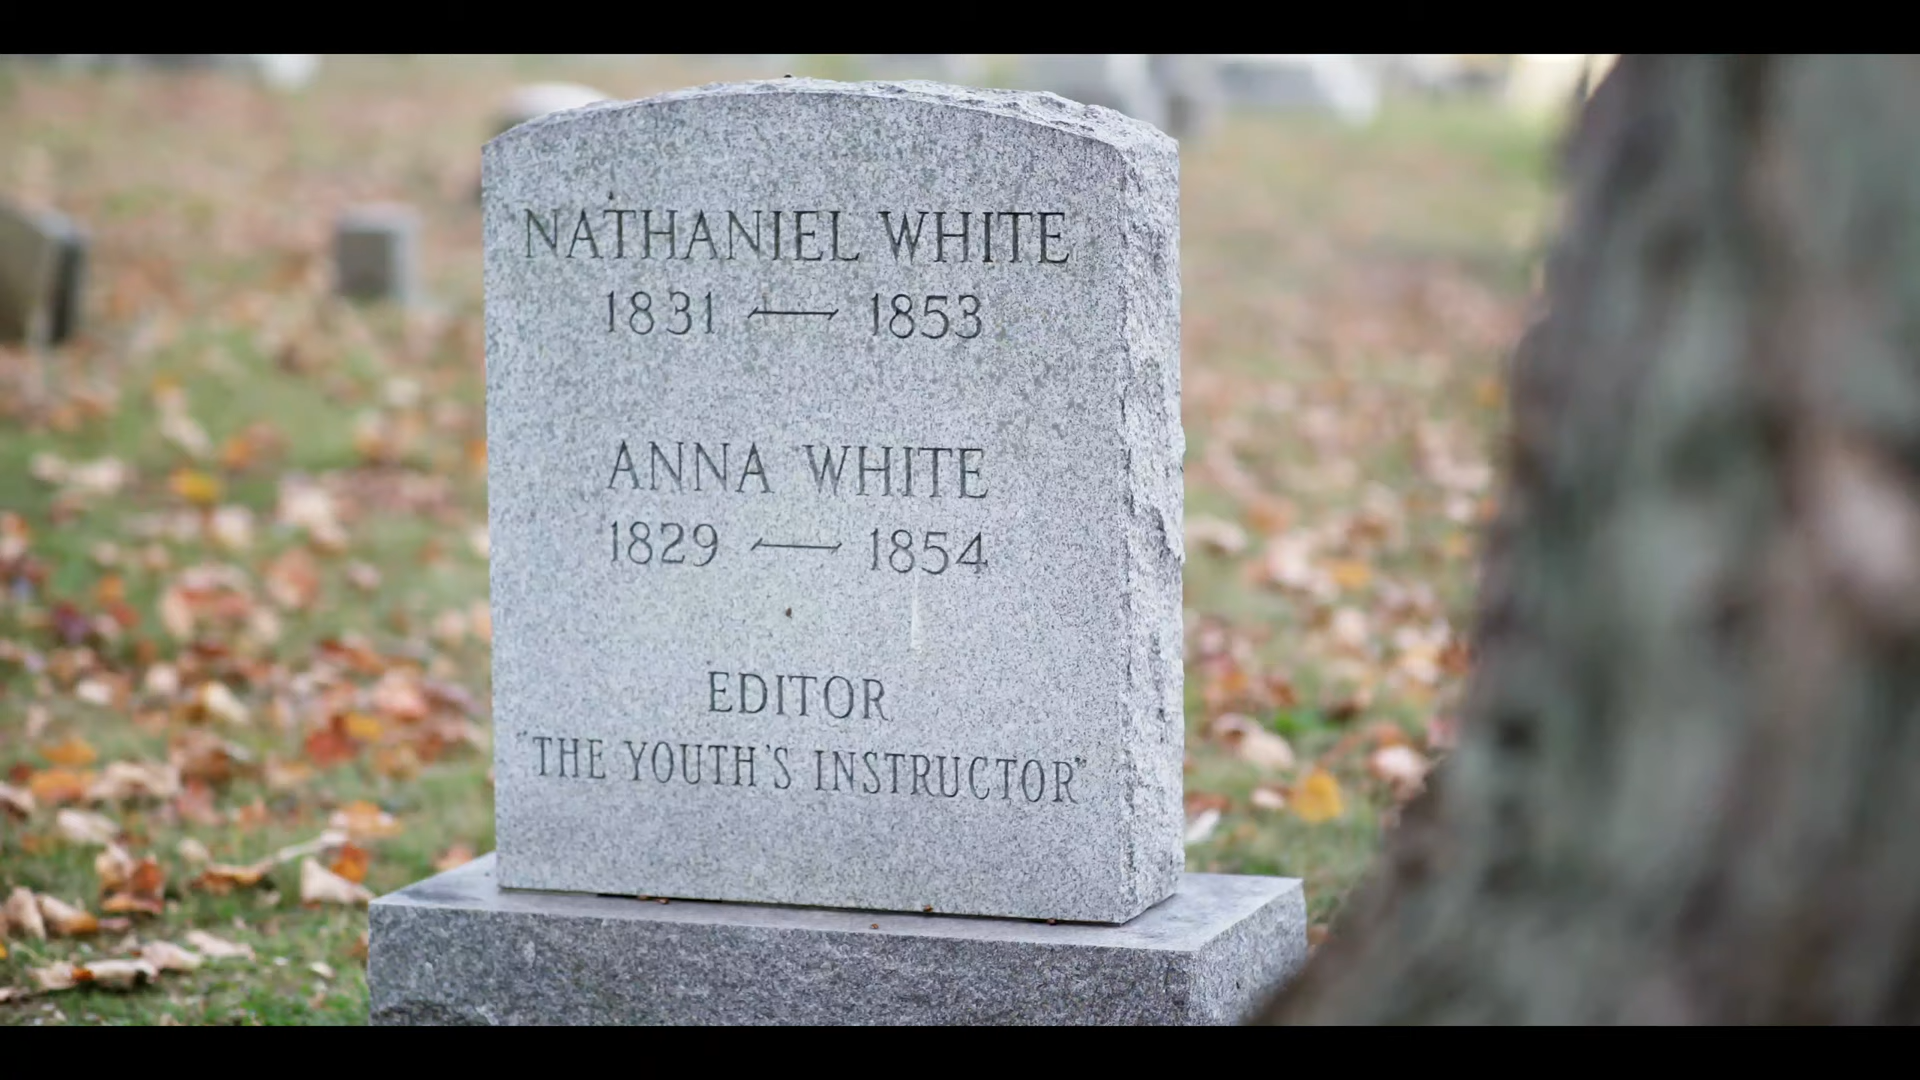 NATHANIEL WHITE
1831 — 1853
ANNA WHITE
1829 — 1854
EDITOR
"THE YOUTH'S INSTRUCTOR"